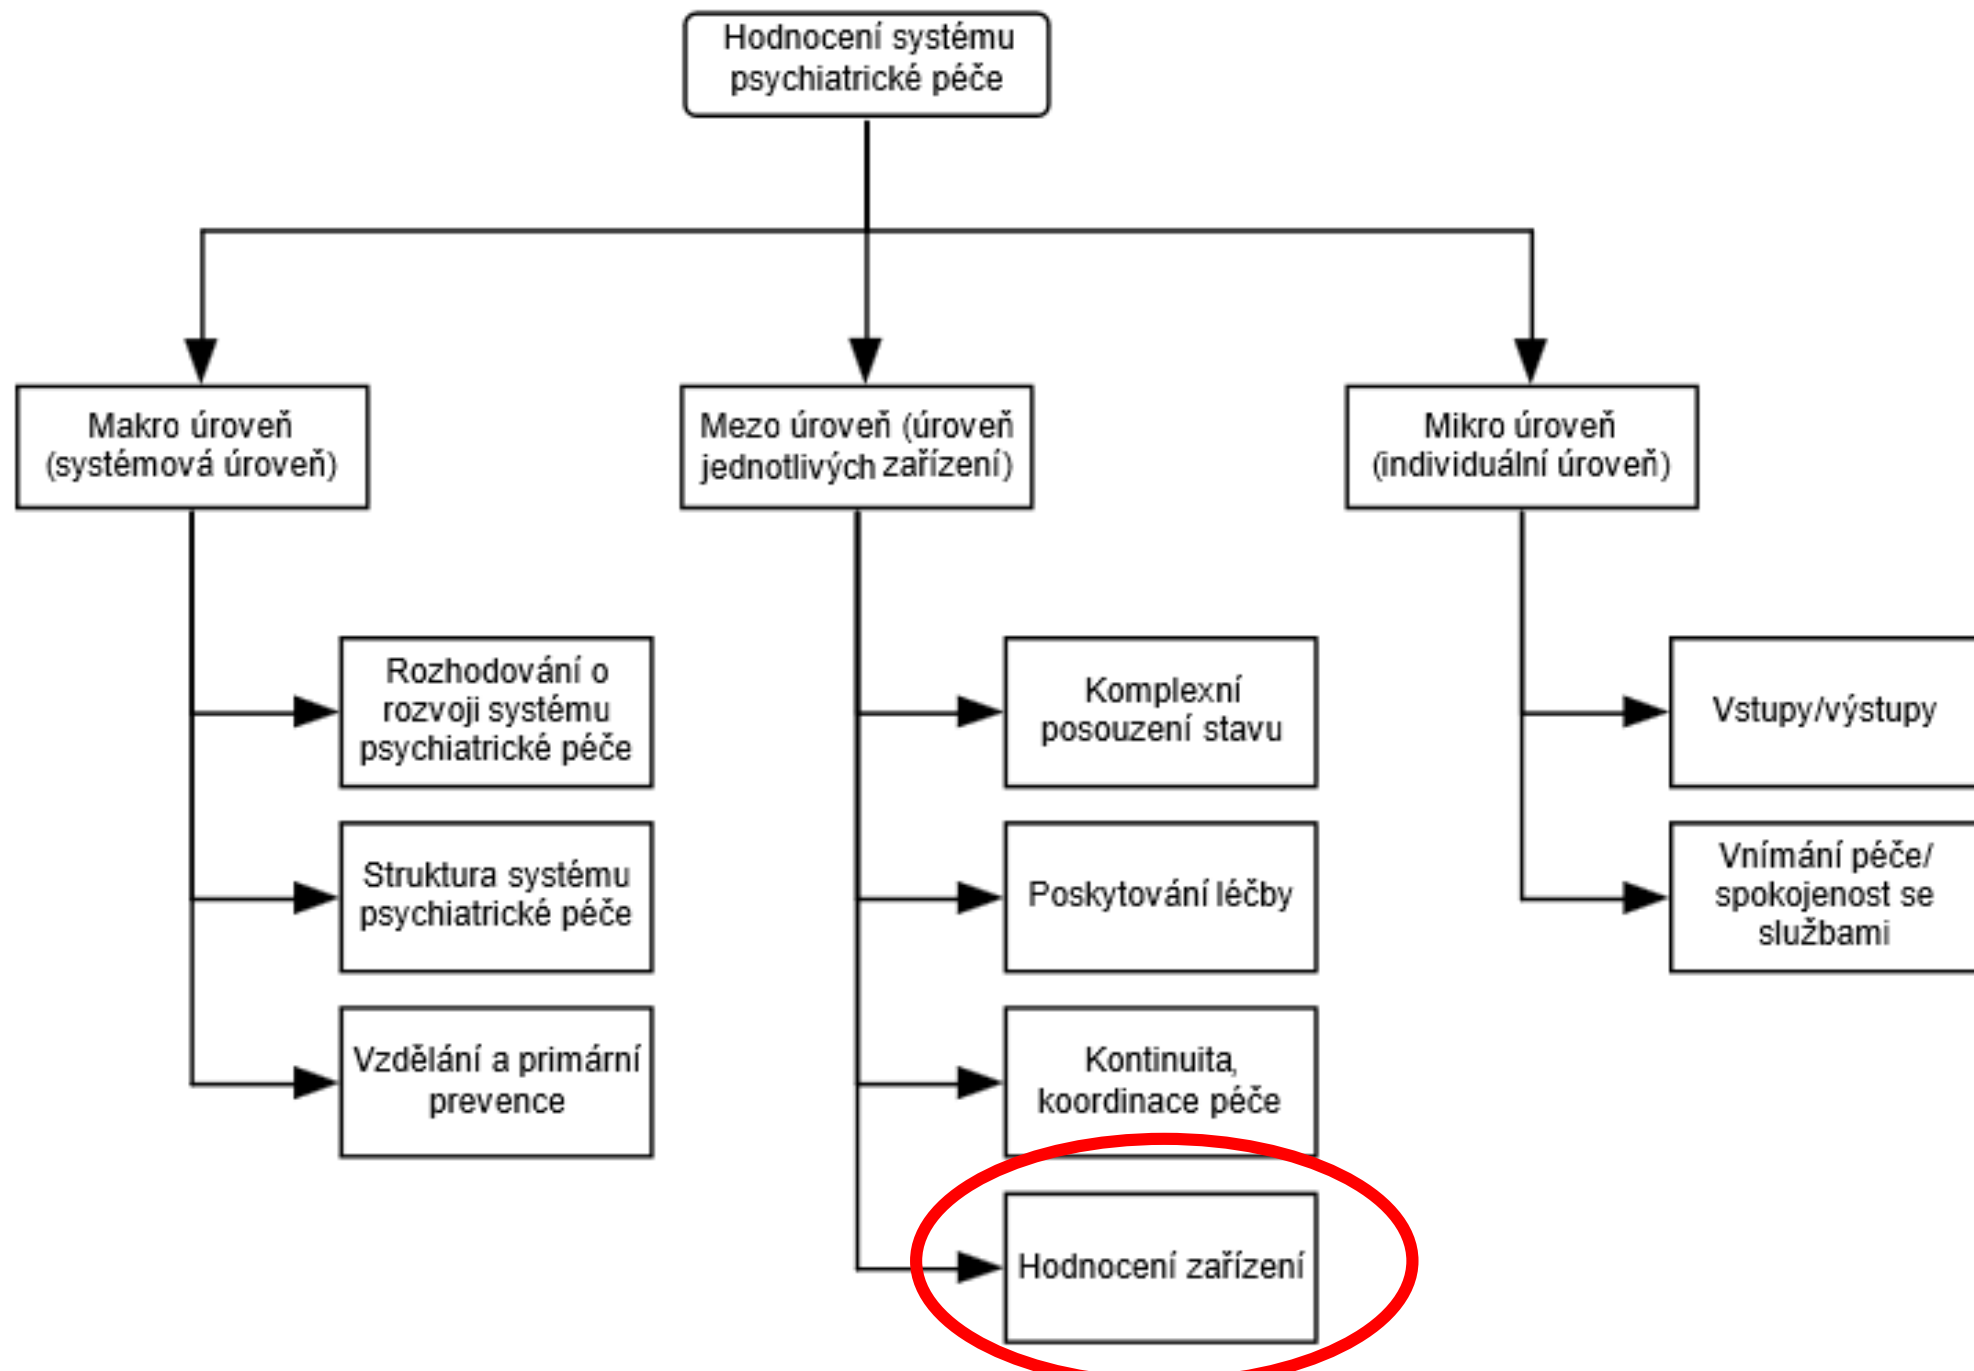 Hodnocení systému
psychiatrické péče
Makro úroveň
(systémová úroveň)
Mezo úroveň (úroveň
jednotlivých zařízení)
Mikro úroveň
(individuální úroveň)
Rozhodování o
rozvoji systému
psychiatrické péče
Struktura systému
psychiatrické péče
Vzdělání a primární
prevence
Komplexní
posouzení stavu
Poskytování léčby
Kontinuita,
koordinace péče
Hodnocení zařízení
Vstupy/výstupy
Vnímání péče/
spokojenost se
službami